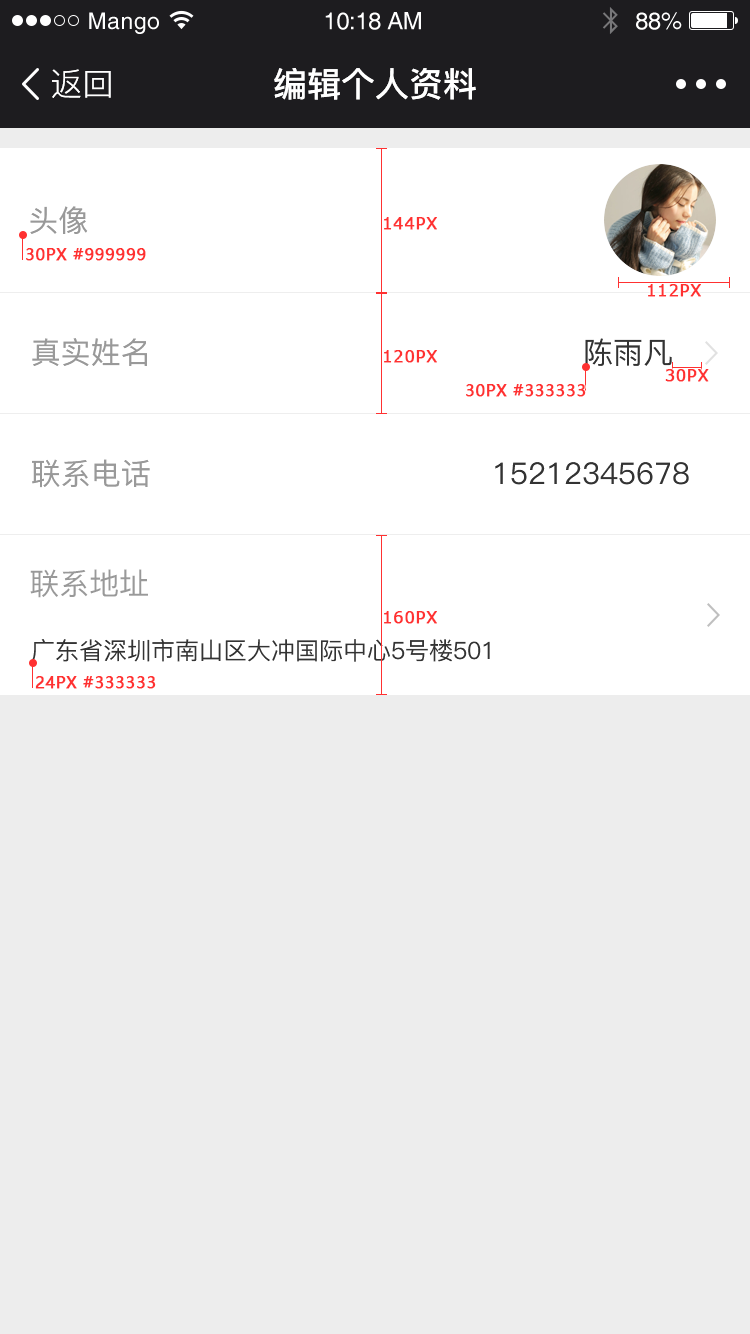 Mango 10:18 AM 88%
返回 编辑个人资料
144PX
头像
30PX #999999
112PX
真实姓名 120PX 陈雨凡
30PX
30PX #333333
联系电话 15212345678
联系地址
160PX
广东省深圳市南山区大冲国际中心5号楼501
24PX #333333